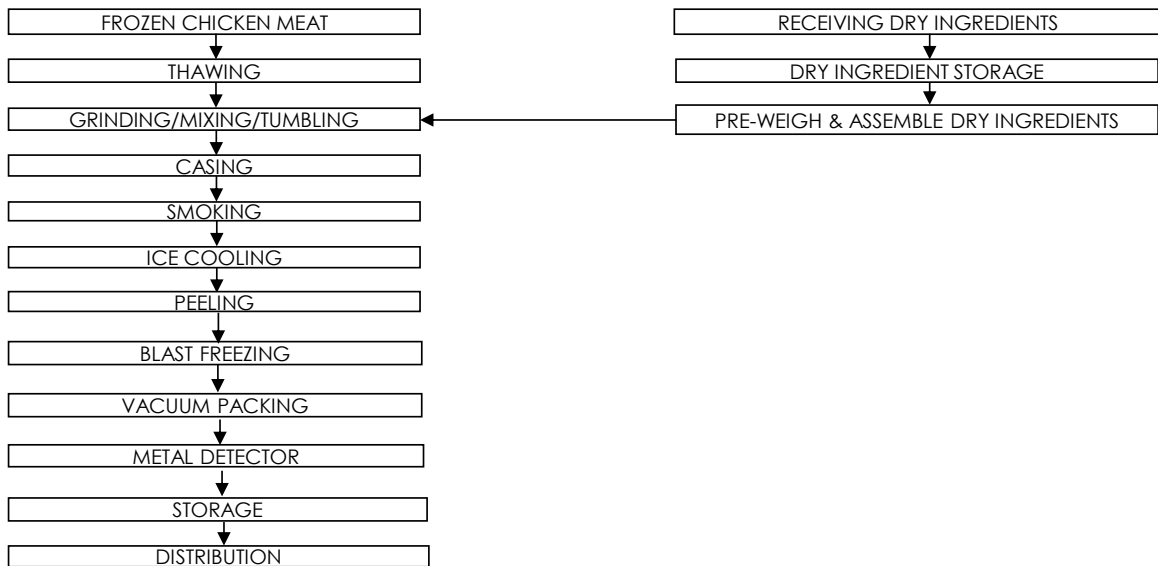 FROZEN CHICKEN MEAT
THAWING
GRINDING/MIXING/TUMBLING
CASING
SMOKING
ICE COOLING
PEELING
BLAST FREEZING
VACUUM PACKING
METAL DETECTOR
STORAGE
DISTRIBUTION
RECEIVING DRY INGREDIENTS
DRY INGREDIENT STORAGE
PRE-WEIGH & ASSEMBLE DRY INGREDIENTS